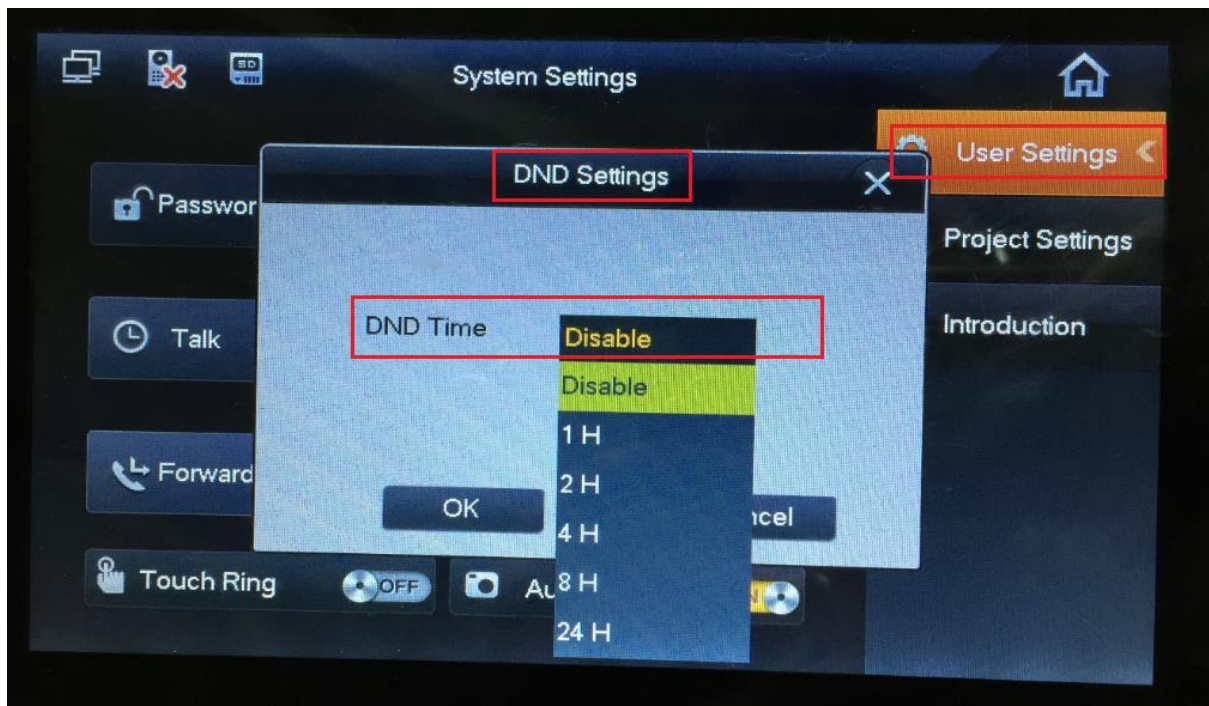 SD
System Settings
User Settings
DND Settings
Passwor
Project Settings
DND Time
Disable
Introduction
Talk
Disable
1 H
2 H
Forward
OK
ncel
4 H
Touch Ring
OFF
Au
8 H
N
24 H